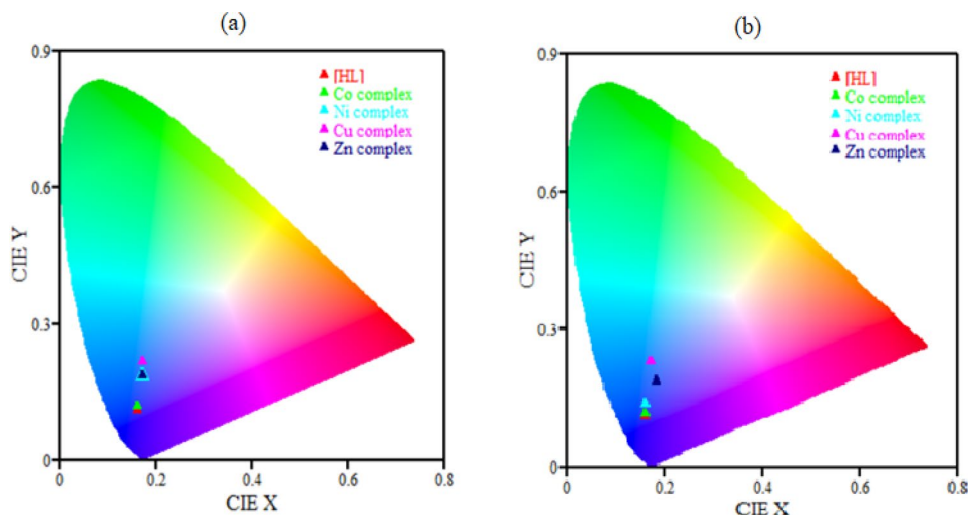 (a)
0.9
0.6
0.3
0
0
0.2
0.4
0.6
0.8
CIE Y
CIE X
[HL]
Co complex
Ni complex
Cu complex
Zn complex
(b)
0.9
0.6
0.3
0
0
0.2
0.4
0.6
0.8
CIE Y
CIE X
[HL]
Co complex
Ni complex
Cu complex
Zn complex